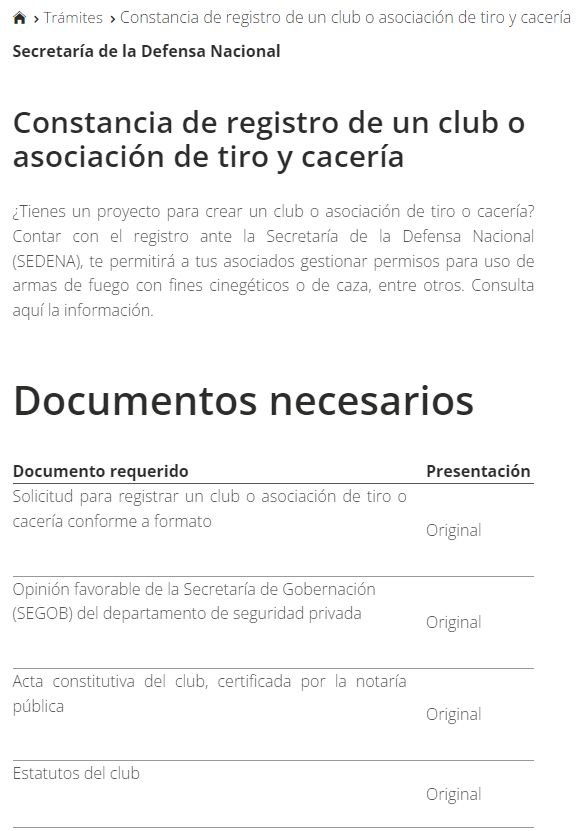 Trámites › Constancia de registro de un club o asociación de tiro y cacería
Secretaría de la Defensa Nacional
Constancia de registro de un club o
asociación de tiro y cacería
¿Tienes un proyecto para crear un club o asociación de tiro o cacería?
Contar con el registro ante la Secretaría de la Defensa Nacional
(SEDENA), te permitirá a tus asociados gestionar permisos para uso de
armas de fuego con fines cinegéticos o de caza, entre otros. Consulta
aquí la información.
Documentos necesarios
Documento requerido Presentación
Solicitud para registrar un club o asociación de tiro o
cacería conforme a formato
Original
Opinión favorable de la Secretaría de Gobernación
(SEGOB) del departamento de seguridad privada
Original
Acta constitutiva del club, certificada por la notaría
pública
Original
Estatutos del club
Original